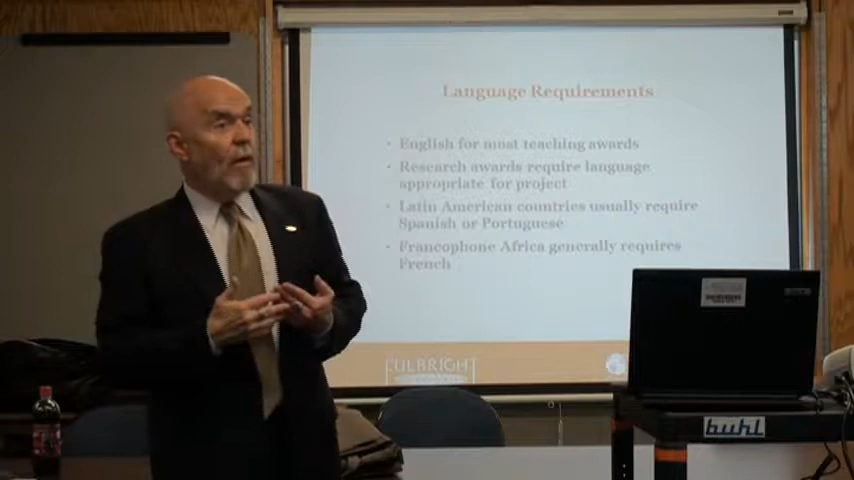 Language Requirements
• English for most teaching awards
• Research awards require language
appropriate for project
• Latin American countries usually require
Spanish or Portuguese
• Francophone Africa generally requires
French
FULBRIGHT
buhl